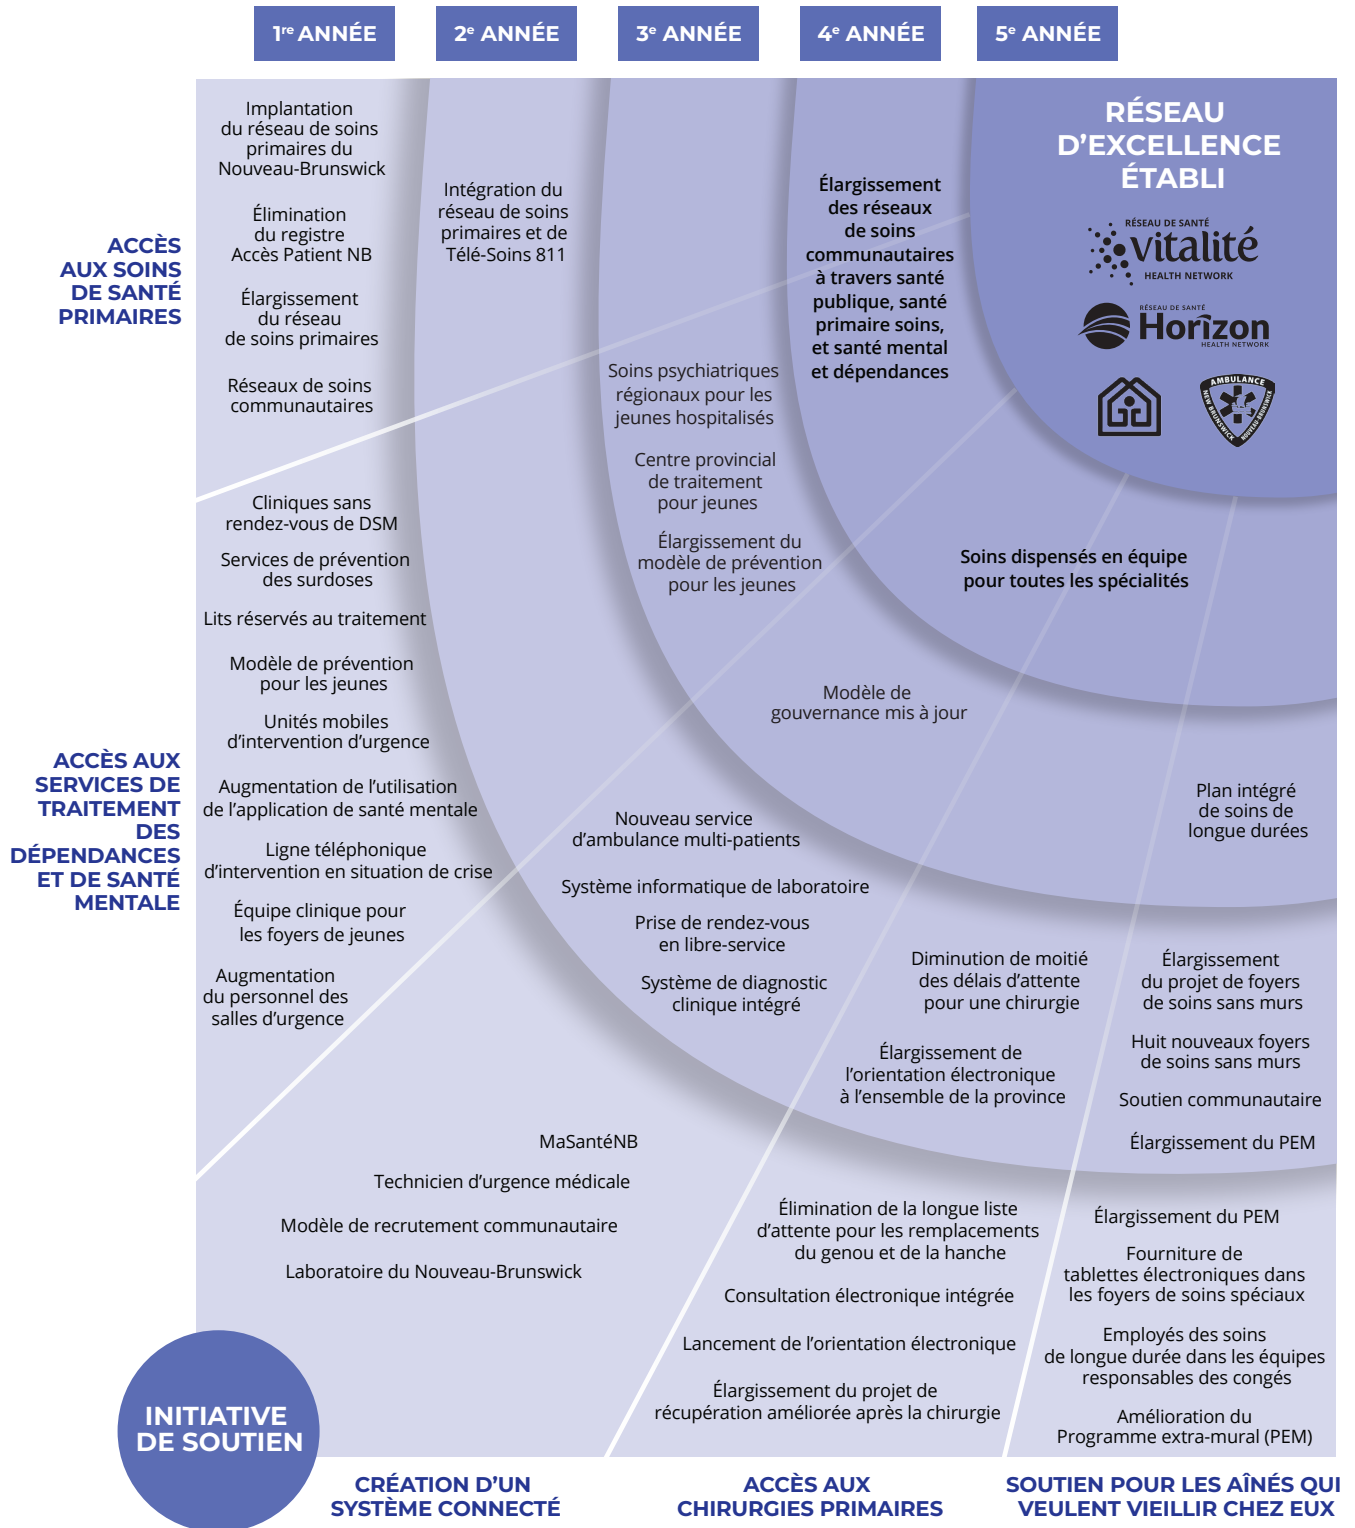 1re ANNÉE
2e ANNÉE
3e ANNÉE
4e ANNÉE
5e ANNÉE
ACCÈS
AUX SOINS
DE SANTÉ
PRIMAIRES
Implantation
du réseau de soins
primaires du
Nouveau-Brunswick
Élimination
du registre
Accès Patient NB
Élargissement
du réseau
de soins primaires
Réseaux de soins
communautaires
Intégration du
réseau de soins
primaires et de
Télé-Soins 811
Élargissement
des réseaux
de soins
communautaires
à travers santé
publique, santé
primaire soins,
et santé mental
et dépendances
RÉSEAU
D'EXCELLENCE
ÉTABLI
RÉSEAU DE SANTÉ
vitalité
HEALTH NETWORK
RÉSEAU DE SANTÉ
Horizon
HEALTH NETWORK
AMBULANCE
NEW BRUNSWICK
NOUVEAU-BRUNSWICK
ACCÈS AUX
SERVICES DE
TRAITEMENT
DES
DÉPENDANCES
ET DE SANTÉ
MENTALE
Cliniques sans
rendez-vous de DSM
Services de prévention
des surdoses
Lits réservés au traitement
Modèle de prévention
pour les jeunes
Unités mobiles
d'intervention d'urgence
Augmentation de l'utilisation
de l'application de santé mentale
Ligne téléphonique
d'intervention en situation de crise
Équipe clinique pour
les foyers de jeunes
Augmentation
du personnel des
salles d'urgence
Soins psychiatriques
régionaux pour les
jeunes hospitalisés
Centre provincial
de traitement
pour jeunes
Élargissement du
modèle de prévention
pour les jeunes
Soins dispensés en équipe
pour toutes les spécialités
Modèle de
gouvernance mis à jour
Nouveau service
d'ambulance multi-patients
Système informatique de laboratoire
Prise de rendez-vous
en libre-service
Système de diagnostic
clinique intégré
MaSantéNB
Technicien d'urgence médicale
Modèle de recrutement communautaire
Laboratoire du Nouveau-Brunswick
Diminution de moitié
des délais d'attente
pour une chirurgie
Élargissement de
l'orientation électronique
à l'ensemble de la province
Élimination de la longue liste
d'attente pour les remplacements
du genou et de la hanche
Consultation électronique intégrée
Lancement de l'orientation électronique
Élargissement du projet de
récupération améliorée après la chirurgie
Plan intégré
de soins de
longue durées
Élargissement
du projet de foyers
de soins sans murs
Huit nouveaux foyers
de soins sans murs
Soutien communautaire
Élargissement du PEM
Élargissement du PEM
Fourniture de
tablettes électroniques dans
les foyers de soins spéciaux
Employés des soins
de longue durée dans les équipes
responsables des congés
Amélioration du
Programme extra-mural (PEM)
INITIATIVE
DE SOUTIEN
CRÉATION D'UN
SYSTÈME CONNECTÉ
ACCÈS AUX
CHIRURGIES PRIMAIRES
SOUTIEN POUR LES AÎNÉS QUI
VEULENT VIEILLIR CHEZ EUX